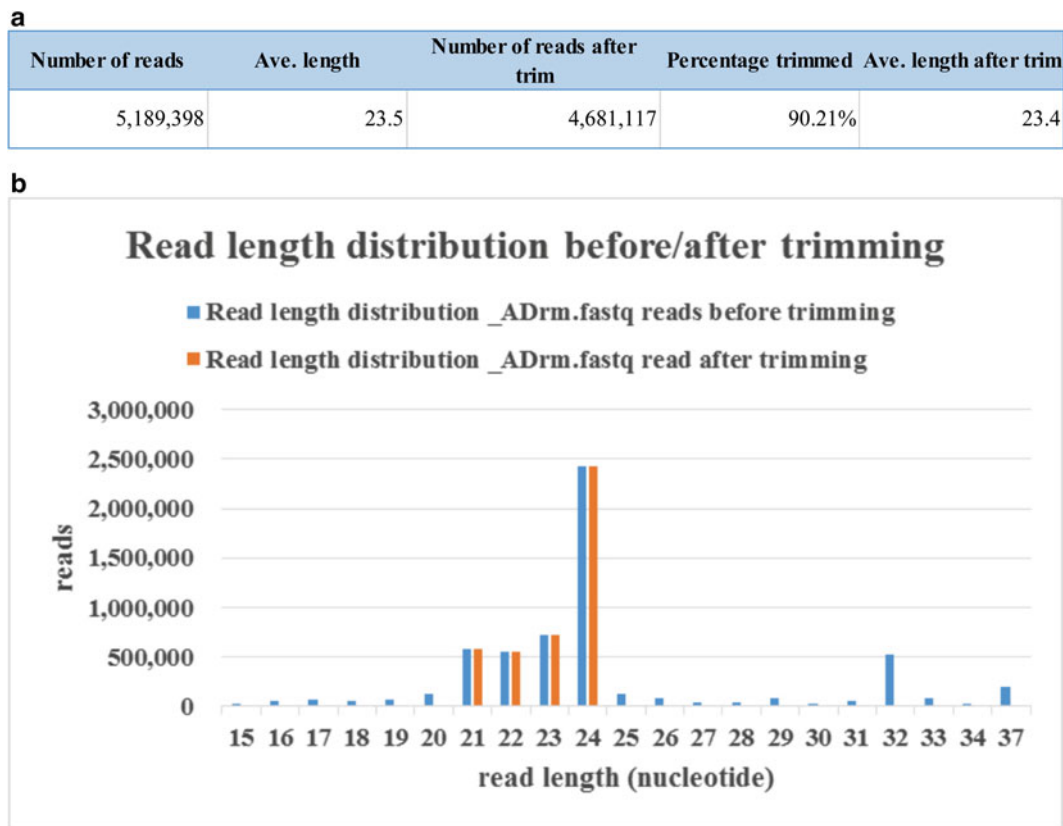 a
Number of reads Ave. length Number of reads after trim Percentage trimmed Ave. length after trim
5,189,398 23.5 4,681,117 90.21% 23.4
b
Read length distribution before/after trimming
Read length distribution _ADrm.fastq reads before trimming
Read length distribution _ADrm.fastq read after trimming
3,000,000
2,500,000
2,000,000
1,500,000
1,000,000
500,000
0
reads
15 16 17 18 19 20 21 22 23 24 25 26 27 28 29 30 31 32 33 34 37
read length (nucleotide)